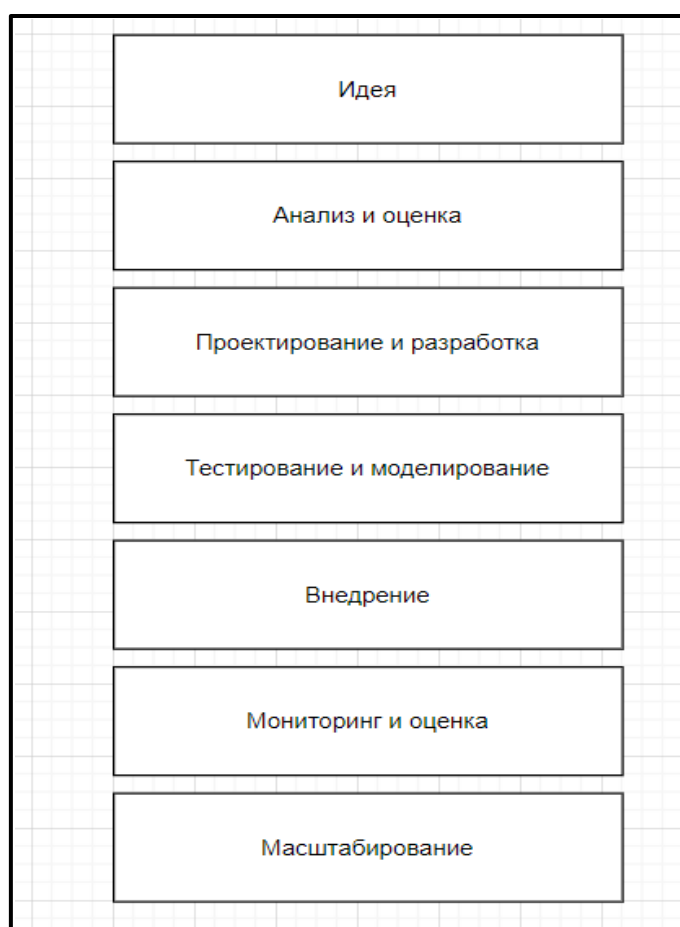 Идея
Анализ и оценка
Проектирование и разработка
Тестирование и моделирование
Внедрение
Мониторинг и оценка
Масштабирование